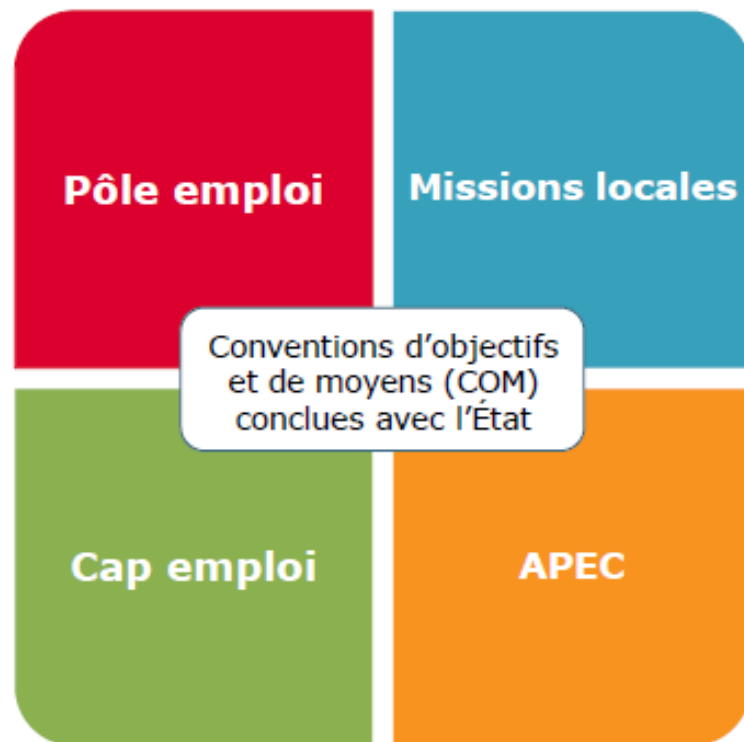 Pôle emploi
Missions locales
Conventions d’objectifs
et de moyens (COM)
conclues avec l’État
Cap emploi
APEC